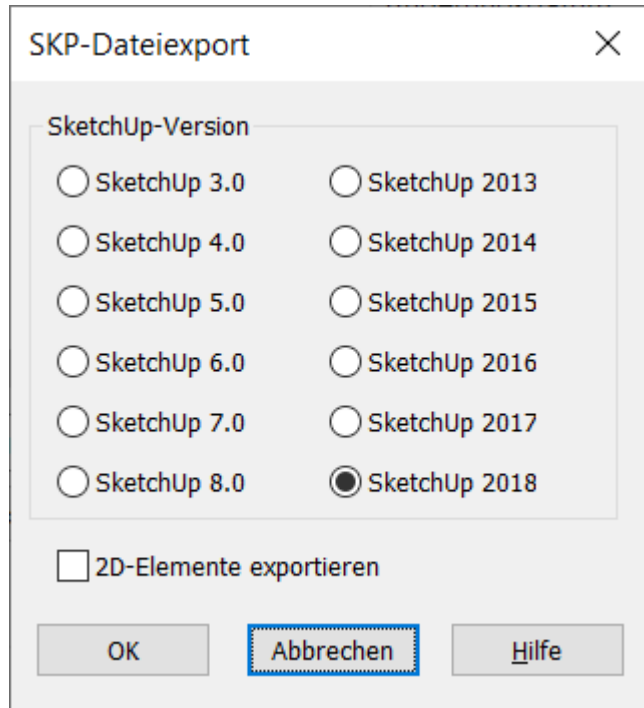 SKP-Dateiexport
SketchUp-Version
SketchUp 3.0
SketchUp 4.0
SketchUp 5.0
SketchUp 6.0
SketchUp 7.0
SketchUp 8.0
SketchUp 2013
SketchUp 2014
SketchUp 2015
SketchUp 2016
SketchUp 2017
SketchUp 2018
2D-Elemente exportieren
OK
Abbrechen
Hilfe